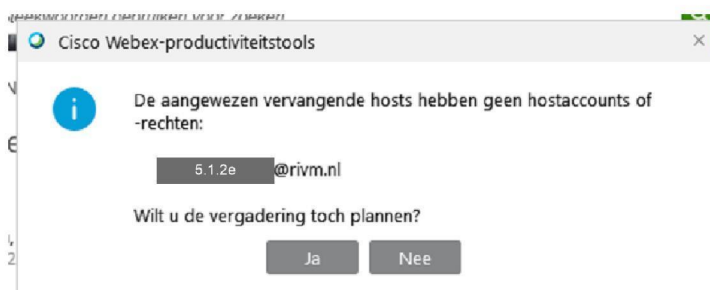 Cisco Webex-productiviteitstools
De aangewezen vervangende hosts hebben geen hostaccounts of
-rechten:
5.1.2e @rivm.nl
Wilt u de vergadering toch plannen?
Ja Nee